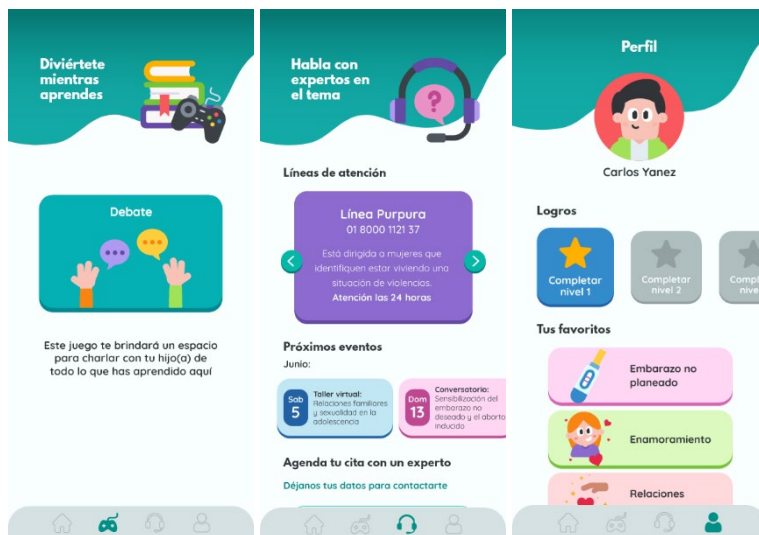 Diviértete
mientras
aprendes
Debate
Este juego te brindará un espacio
para charlar con tu hijo(a) de
todo lo que has aprendido aquí
Habla con
expertos en
el tema
?
Líneas de atención
Línea Purpura
01 8000 1121 37
Está dirigida a mujeres que
identifiquen estar viviendo una
situación de violencias.
Atención las 24 horas
Próximos eventos
Junio:
Sab
5
Taller virtual:
Relaciones familiares
y sexualidad en la
adolescencia
Dom
13
Conversatorio:
Sensibilización del
embarazo no
deseado y el aborto
inducido
Agenda tu cita con un experto
Déjanos tus datos para contactarte
Perfil
Carlos Yanez
Logros
Completar
nivel 1
Completar
nivel 2
Compl
nive
Tus favoritos
Embarazo no
planeado
Enamoramiento
Relaciones